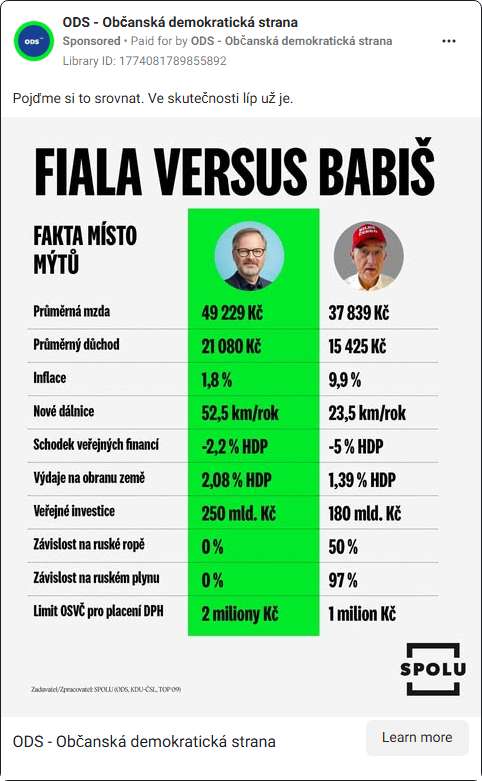 ODS - Občanská demokratická strana
Sponsored • Paid for by ODS - Občanská demokratická strana
Library ID: 1774081789855892
Pojďme si to srovnat. Ve skutečnosti líp už je.
FIALA VERSUS BABIŠ
FAKTA MÍSTO
MÝTŮ
Průměrná mzda 49 229 Kč 37 839 Kč
Průměrný důchod 21 080 Kč 15 425 Kč
Inflace 1,8 % 9,9 %
Nové dálnice 52,5 km/rok 23,5 km/rok
Schodek veřejných financí -2,2 % HDP -5 % HDP
Výdaje na obranu země 2,08 % HDP 1,39 % HDP
Veřejné investice 250 mld. Kč 180 mld. Kč
Závislost na ruské ropě 0 % 50 %
Závislost na ruském plynu 0 % 97 %
Limit OSVČ pro placení DPH 2 miliony Kč 1 milion Kč
SPOLU
Zadavatel/Zpracovatel: SPOLU (ODS, KDU-ČSL, TOP 09)
ODS - Občanská demokratická strana
Learn more